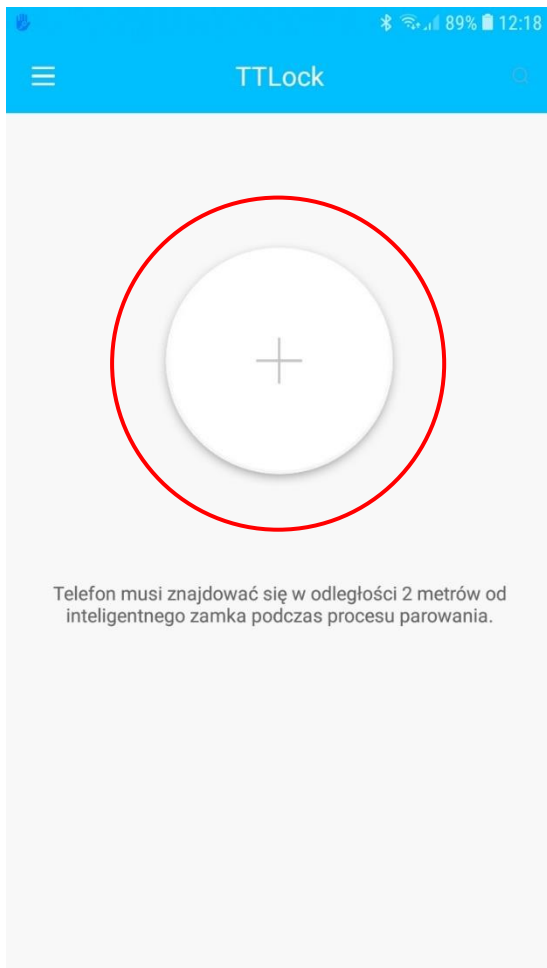 89% 12:18
TTLock
Telefon musi znajdować się w odległości 2 metrów od
inteligentnego zamka podczas procesu parowania.